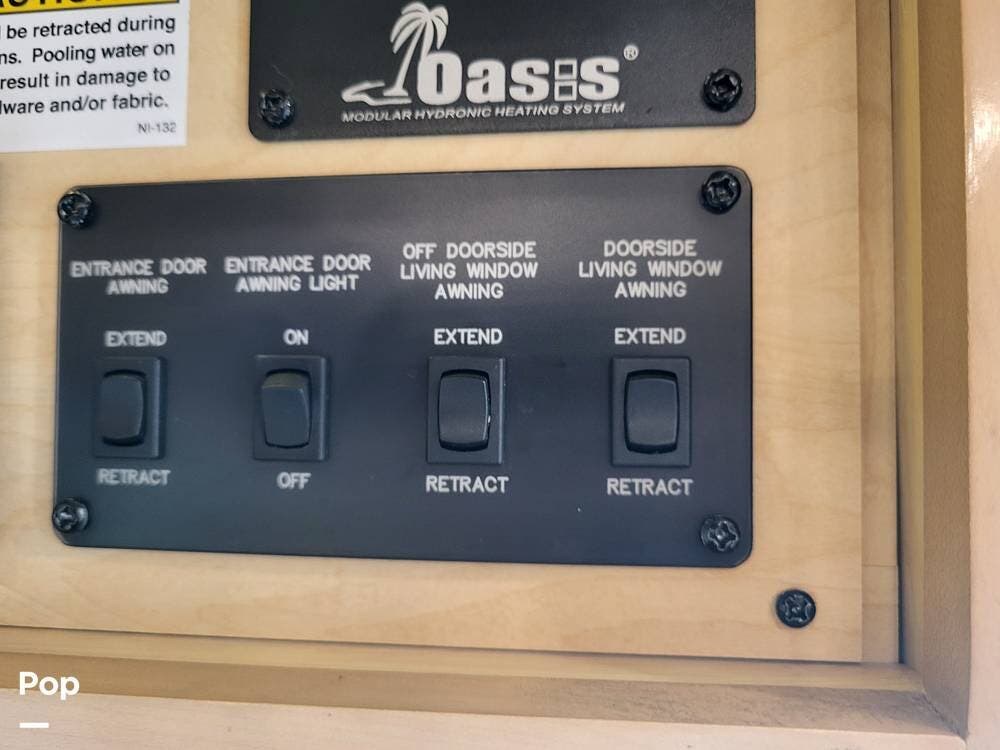 be retracted during
ns. Pooling water on
result in damage to
ware and/or fabric.
NI-132
Oasis®
MODULAR HYDRONIC HEATING SYSTEM
ENTRANCE DOOR
AWNING
EXTEND
RETRACT
ENTRANCE DOOR
AWNING LIGHT
ON
OFF
OFF DOORSIDE
LIVING WINDOW
AWNING
EXTEND
RETRACT
DOORSIDE
LIVING WINDOW
AWNING
EXTEND
RETRACT
Pop